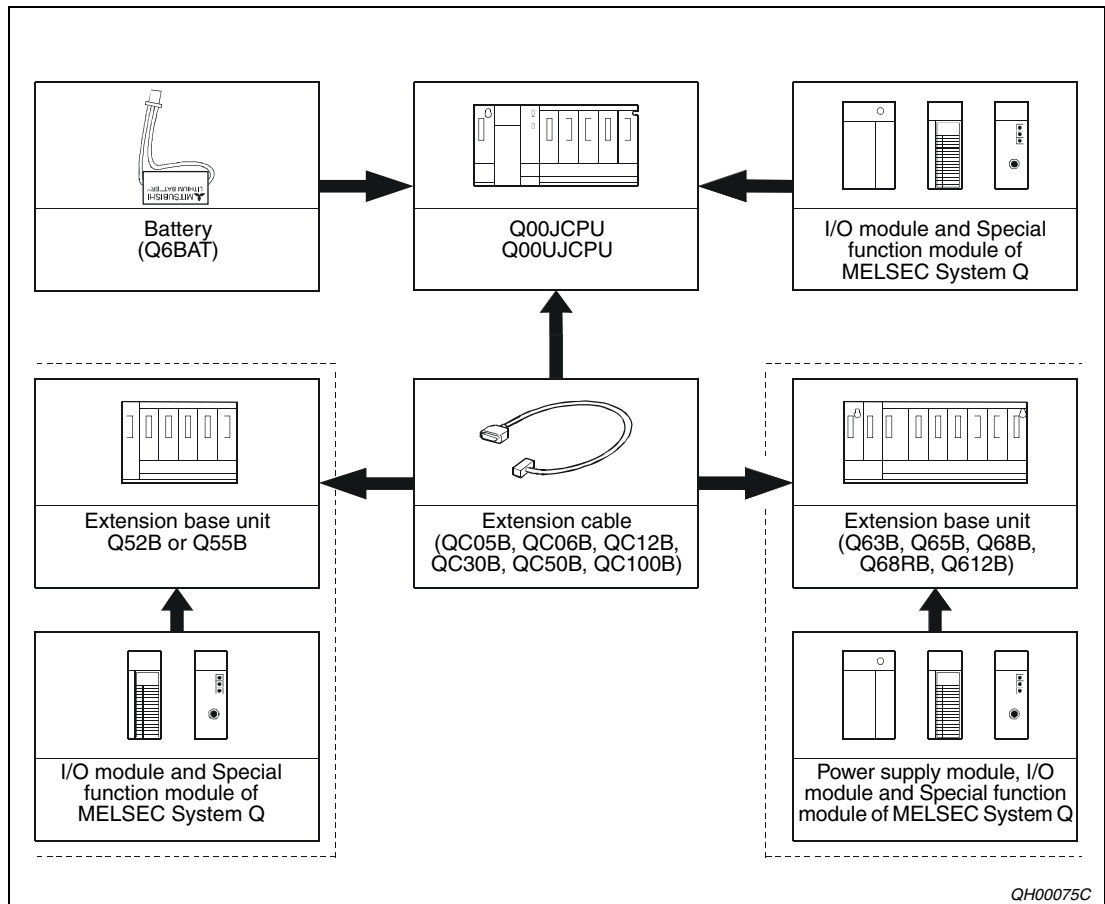 MITSUBISHI
LITHIUM BATTERY
Battery
(Q6BAT)
Q00JCPU
Q00UJCPU
I/O module and Special
function module of
MELSEC System Q
Extension base unit
Q52B or Q55B
Extension cable
(QC05B, QC06B, QC12B,
QC30B, QC50B, QC100B)
Extension base unit
(Q63B, Q65B, Q68B,
Q68RB, Q612B)
I/O module and Special
function module of
MELSEC System Q
Power supply module, I/O
module and Special function
module of MELSEC System Q
QH00075C